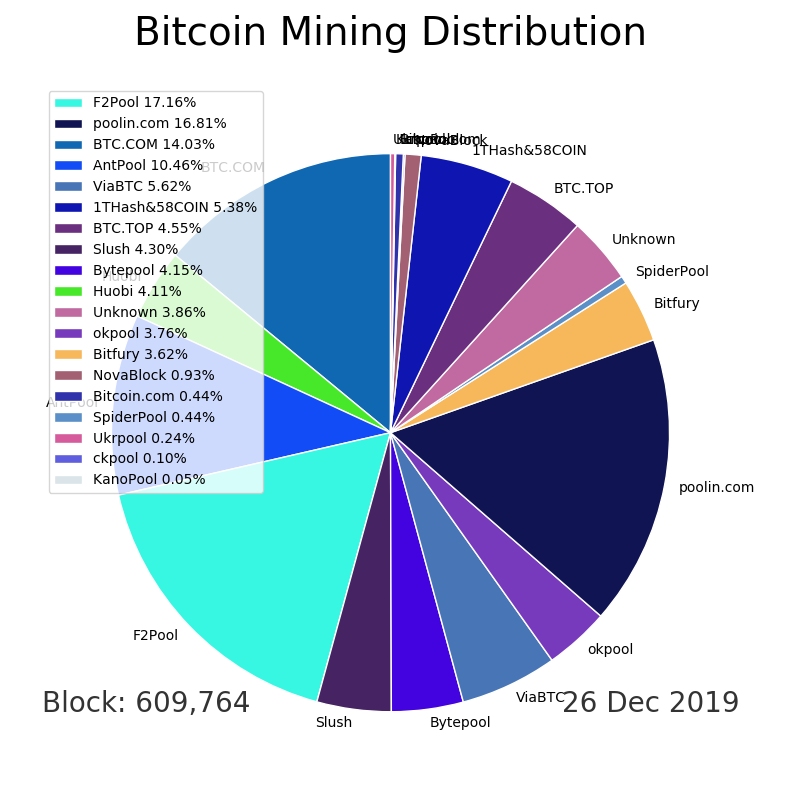 Bitcoin Mining Distribution
F2Pool 17.16%
poolin.com 16.81%
BTC.COM 14.03%
AntPool 10.46%
ViaBTC 5.62%
1THash&58COIN 5.38%
BTC.TOP 4.55%
Slush 4.30%
Bytepool 4.15%
Huobi 4.11%
Unknown 3.86%
okpool 3.76%
Bitfury 3.62%
NovaBlock 0.93%
Bitcoin.com 0.44%
SpiderPool 0.44%
Ukrpool 0.24%
ckpool 0.10%
KanoPool 0.05%
NovaBlock
1THash&58COIN
BTC.COM
BTC.TOP
Unknown
SpiderPool
Huobi
Bitfury
AntPool
poolin.com
F2Pool
okpool
ViaBTC
Slush
Bytepool
Block: 609,764
26 Dec 2019